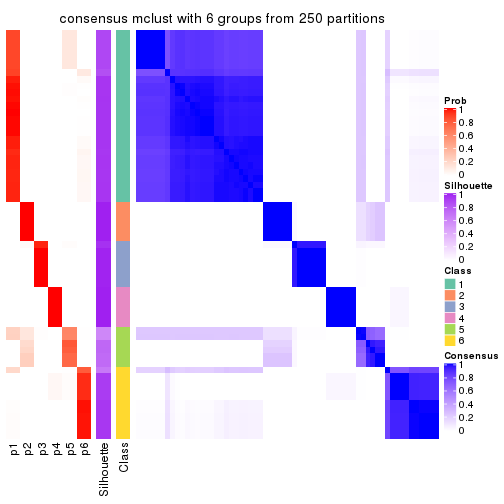 consensus mclust with 6 groups from 250 partitions
Prob
1
0.8
0.6
0.4
0.2
0
Silhouette
1
0.8
0.6
0.4
0.2
0
Class
1
2
3
4
5
6
Consensus
1
0.8
0.6
0.4
0.2
0
p1
p2
p3
p4
p5
p6
Silhouette
Class